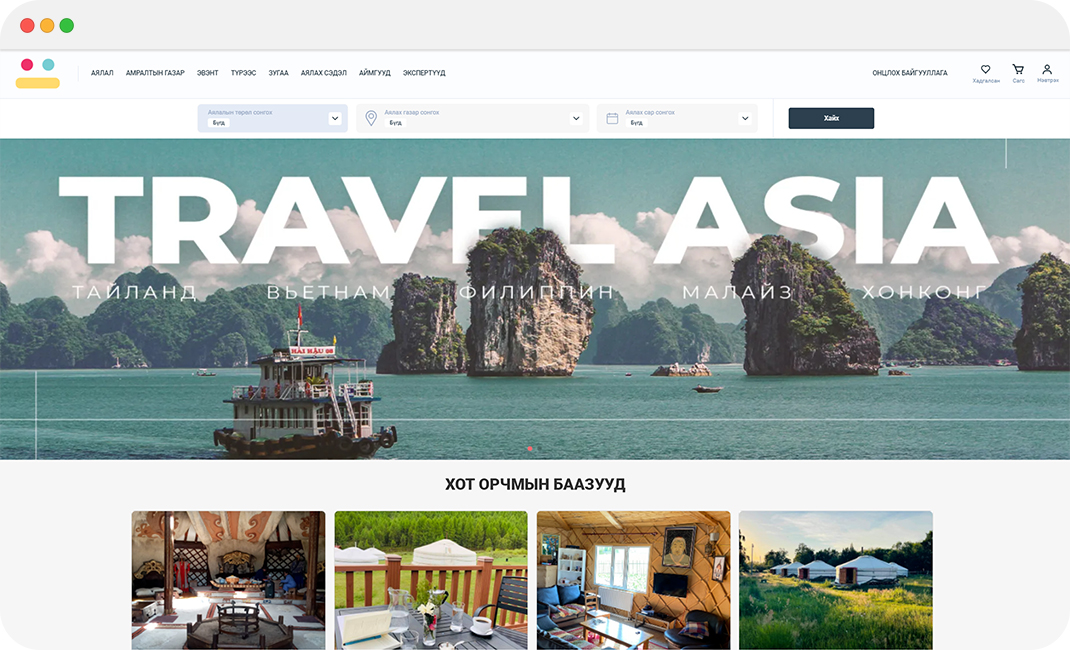 АЯЛАЛ АМРАЛТЫН ГАЗАР ЭВЭНТ ТҮРЭЭС ЗУГАА АЯЛАХ СЭДЭЛ АЙМГУУД ЭКСПЕРТҮҮД ОНЦЛОХ БАЙГУУЛЛАГА
Хадгалсан Сагс Нэвтрэх
Аялалын төрөл сонгох
Бүгд
Аялах газар сонгох
Бүгд
Аялах сар сонгох
Бүгд
Хайх
TRAVEL ASIA
ТАЙЛАНД ВЬЕТНАМ ФИЛИППИН МАЛАЙЗ ХОНКОНГ
HẢI HẬU 08
ХОТ ОРЧМЫН БААЗУУД